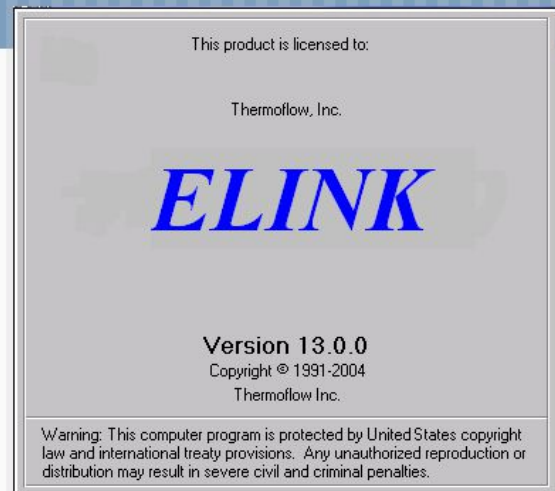 This product is licensed to:
Thermoflow, Inc.
ELINK
Version 13.0.0
Copyright © 1991-2004
Thermoflow Inc.
Warning: This computer program is protected by United States copyright
law and international treaty provisions. Any unauthorized reproduction or
distribution may result in severe civil and criminal penalties.